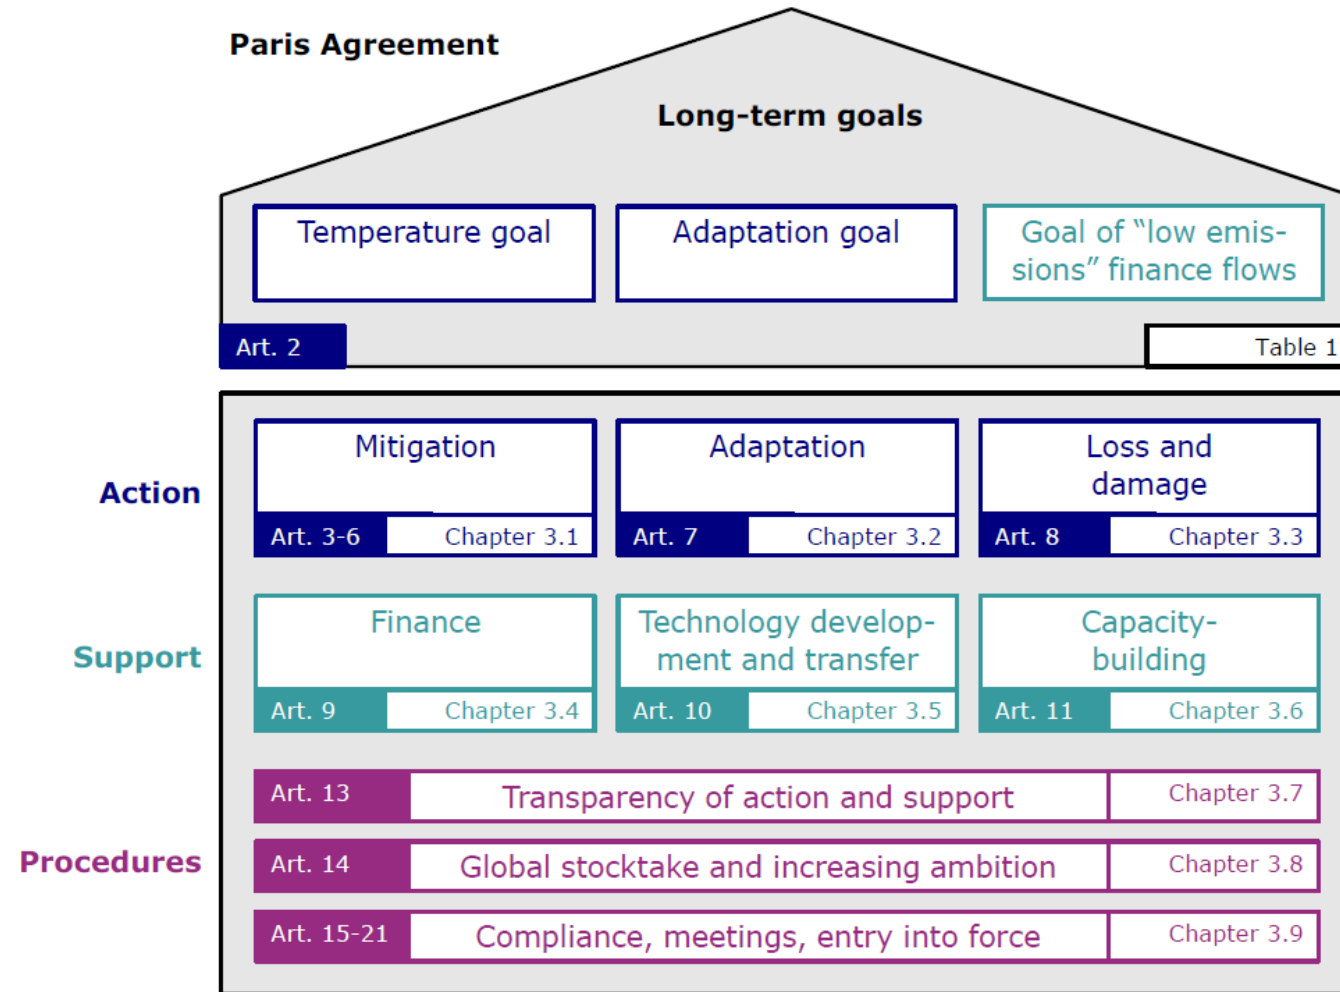 Paris Agreement
Long-term goals
Temperature goal
Adaptation goal
Goal of “low emis-
sions” finance flows
Art. 2
Table 1
Action
Mitigation
Art. 3-6
Chapter 3.1
Adaptation
Art. 7
Chapter 3.2
Loss and
damage
Art. 8
Chapter 3.3
Support
Finance
Art. 9
Chapter 3.4
Technology develop-
ment and transfer
Art. 10
Chapter 3.5
Capacity-
building
Art. 11
Chapter 3.6
Procedures
Art. 13
Transparency of action and support
Chapter 3.7
Art. 14
Global stocktake and increasing ambition
Chapter 3.8
Art. 15-21
Compliance, meetings, entry into force
Chapter 3.9